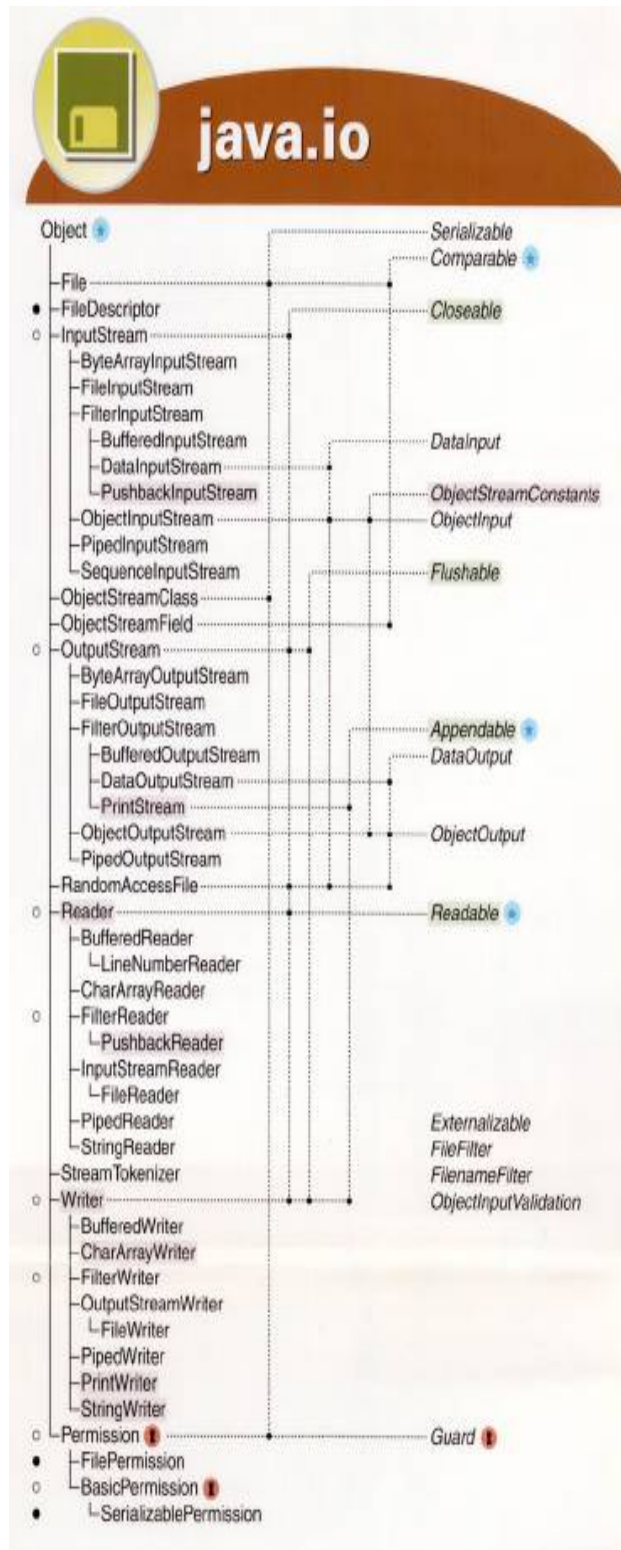 java.io
Object Serializable
Comparable
File
FileDescriptor Closeable
InputStream
ByteArrayInputStream
FileInputStream
FilterInputStream
BufferedInputStream DataInput
DataInputStream
PushbackInputStream ObjectStreamConstants
ObjectInputStream ObjectInput
PipedInputStream
SequenceInputStream Flushable
ObjectStreamClass
ObjectStreamField
OutputStream
ByteArrayOutputStream
FileOutputStream
FilterOutputStream Appendable
BufferedOutputStream DataOutput
DataOutputStream
PrintStream
ObjectOutputStream ObjectOutput
PipedOutputStream
RandomAccessFile
Reader Readable
BufferedReader
LineNumberReader
CharArrayReader
FilterReader
PushbackReader
InputStreamReader
FileReader
PipedReader Externalizable
StringReader FileFilter
StreamTokenizer FilenameFilter
Writer ObjectInputValidation
BufferedWriter
CharArrayWriter
FilterWriter
OutputStreamWriter
FileWriter
PipedWriter
PrintWriter
StringWriter
Permission Guard
FilePermission
BasicPermission
SerializablePermission